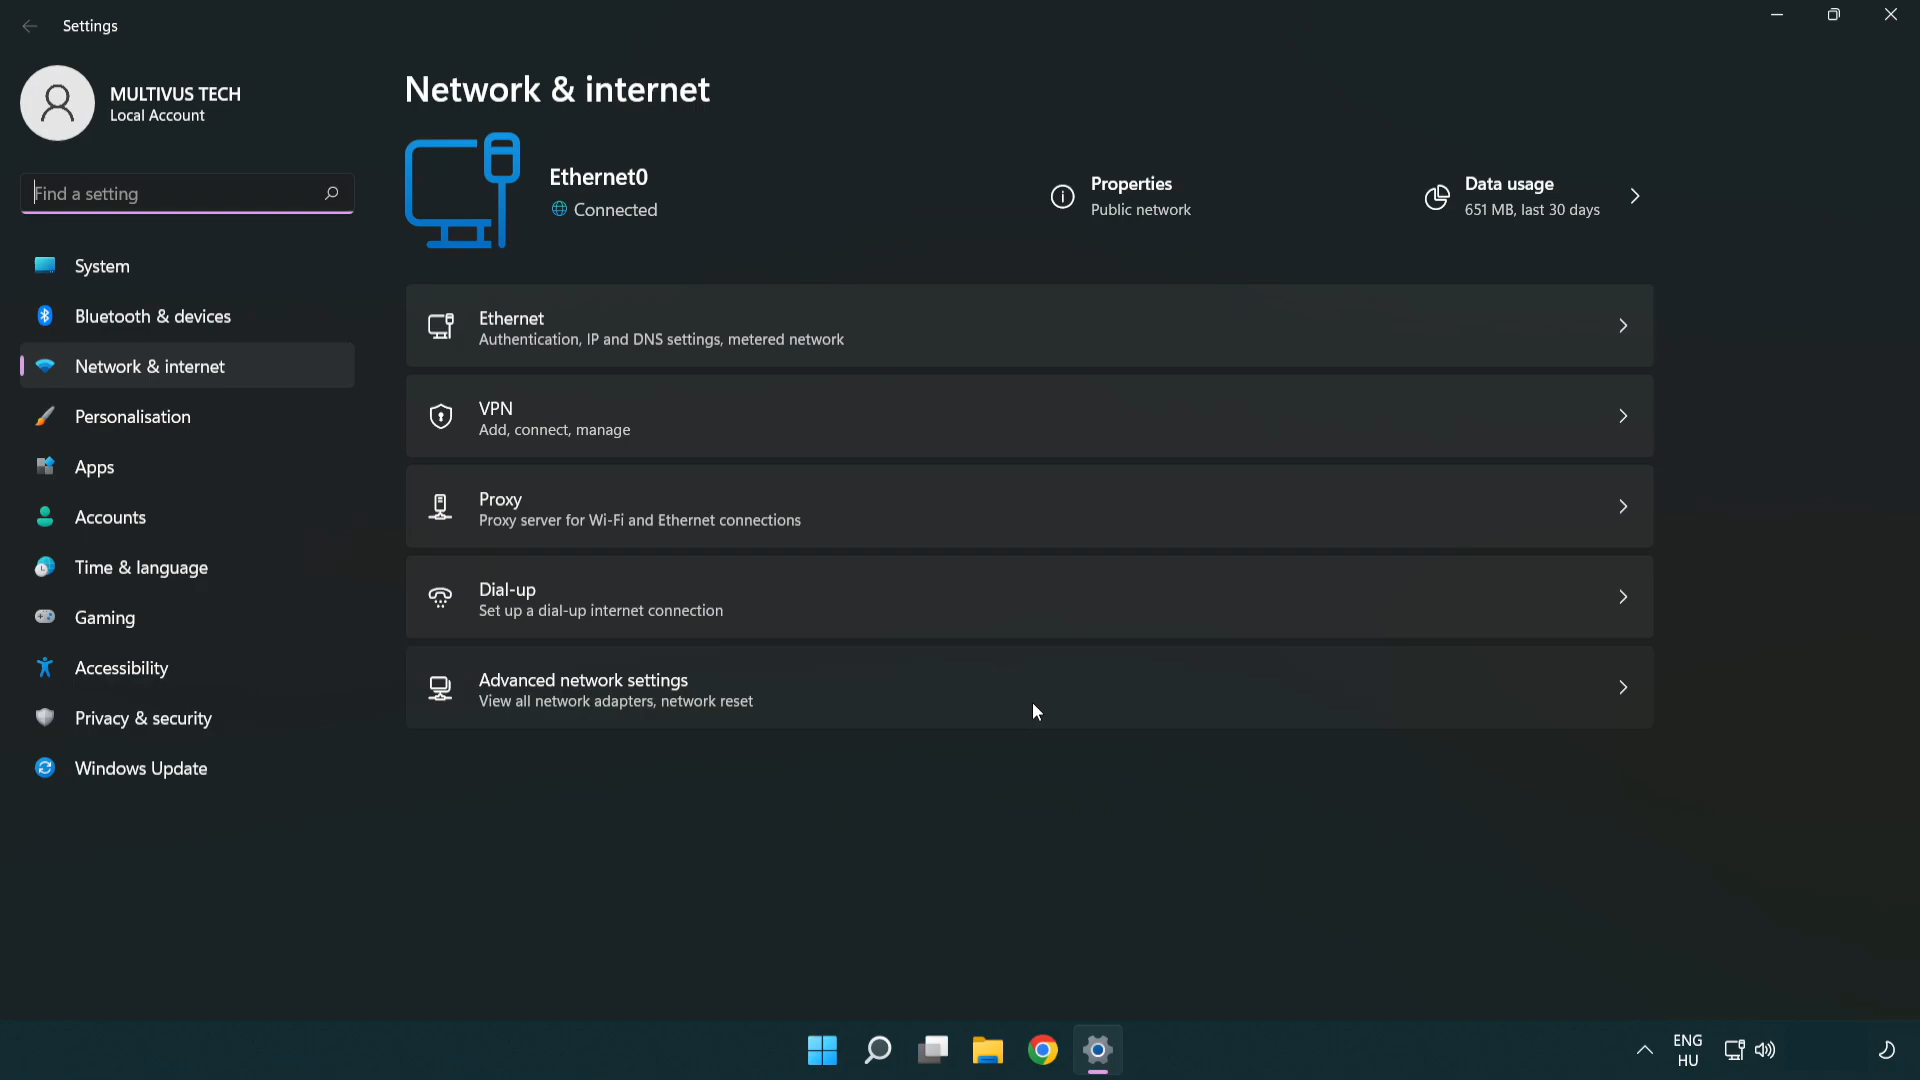 Settings
MULTIVUS TECH
Local Account
Find a setting
System
Bluetooth & devices
Network & internet
Personalisation
Apps
Accounts
Time & language
Gaming
Accessibility
Privacy & security
Windows Update
Network & internet
Ethernet0
Connected
Properties
Public network
Data usage
651 MB, last 30 days
Ethernet
Authentication, IP and DNS settings, metered network
VPN
Add, connect, manage
Proxy
Proxy server for Wi-Fi and Ethernet connections
Dial-up
Set up a dial-up internet connection
Advanced network settings
View all network adapters, network reset
ENG
HU